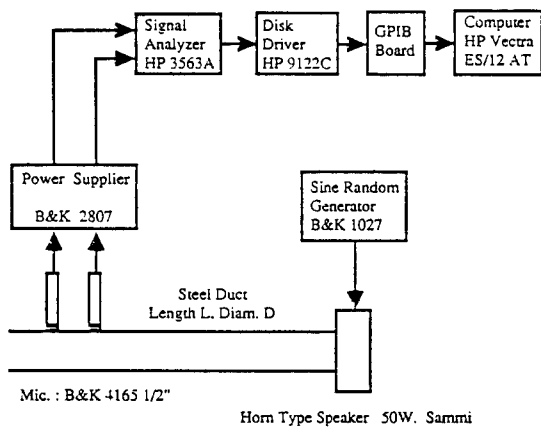 Signal
Analyzer
HP 3563A
Disk
Driver
HP 9122C
GPIB
Board
Computer
HP Vectra
ES/12 AT
Power Supplier
B&K 2807
Sine Random
Generator
B&K 1027
Steel Duct
Length L. Diam. D
Mic. : B&K 4165 1/2"
Horn Type Speaker 50W. Sammi